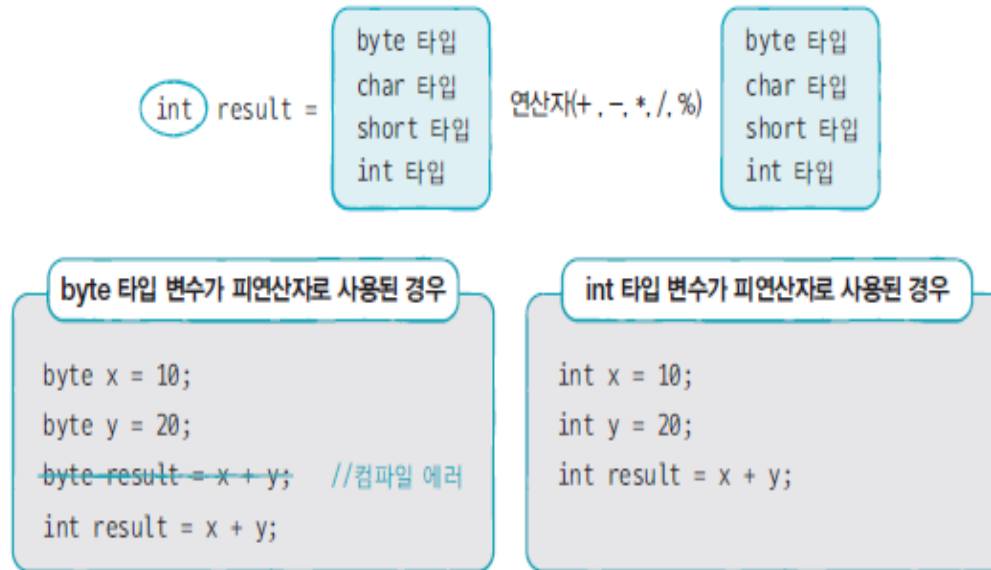 byte 타입
char 타입
short 타입
int 타입
int result =
연산자(+, -, *, /, %)
byte 타입
char 타입
short 타입
int 타입
byte 타입 변수가 피연산자로 사용된 경우
byte x = 10;
byte y = 20;
byte result = x + y; //컴파일 에러
int result = x + y;
int 타입 변수가 피연산자로 사용된 경우
int x = 10;
int y = 20;
int result = x + y;